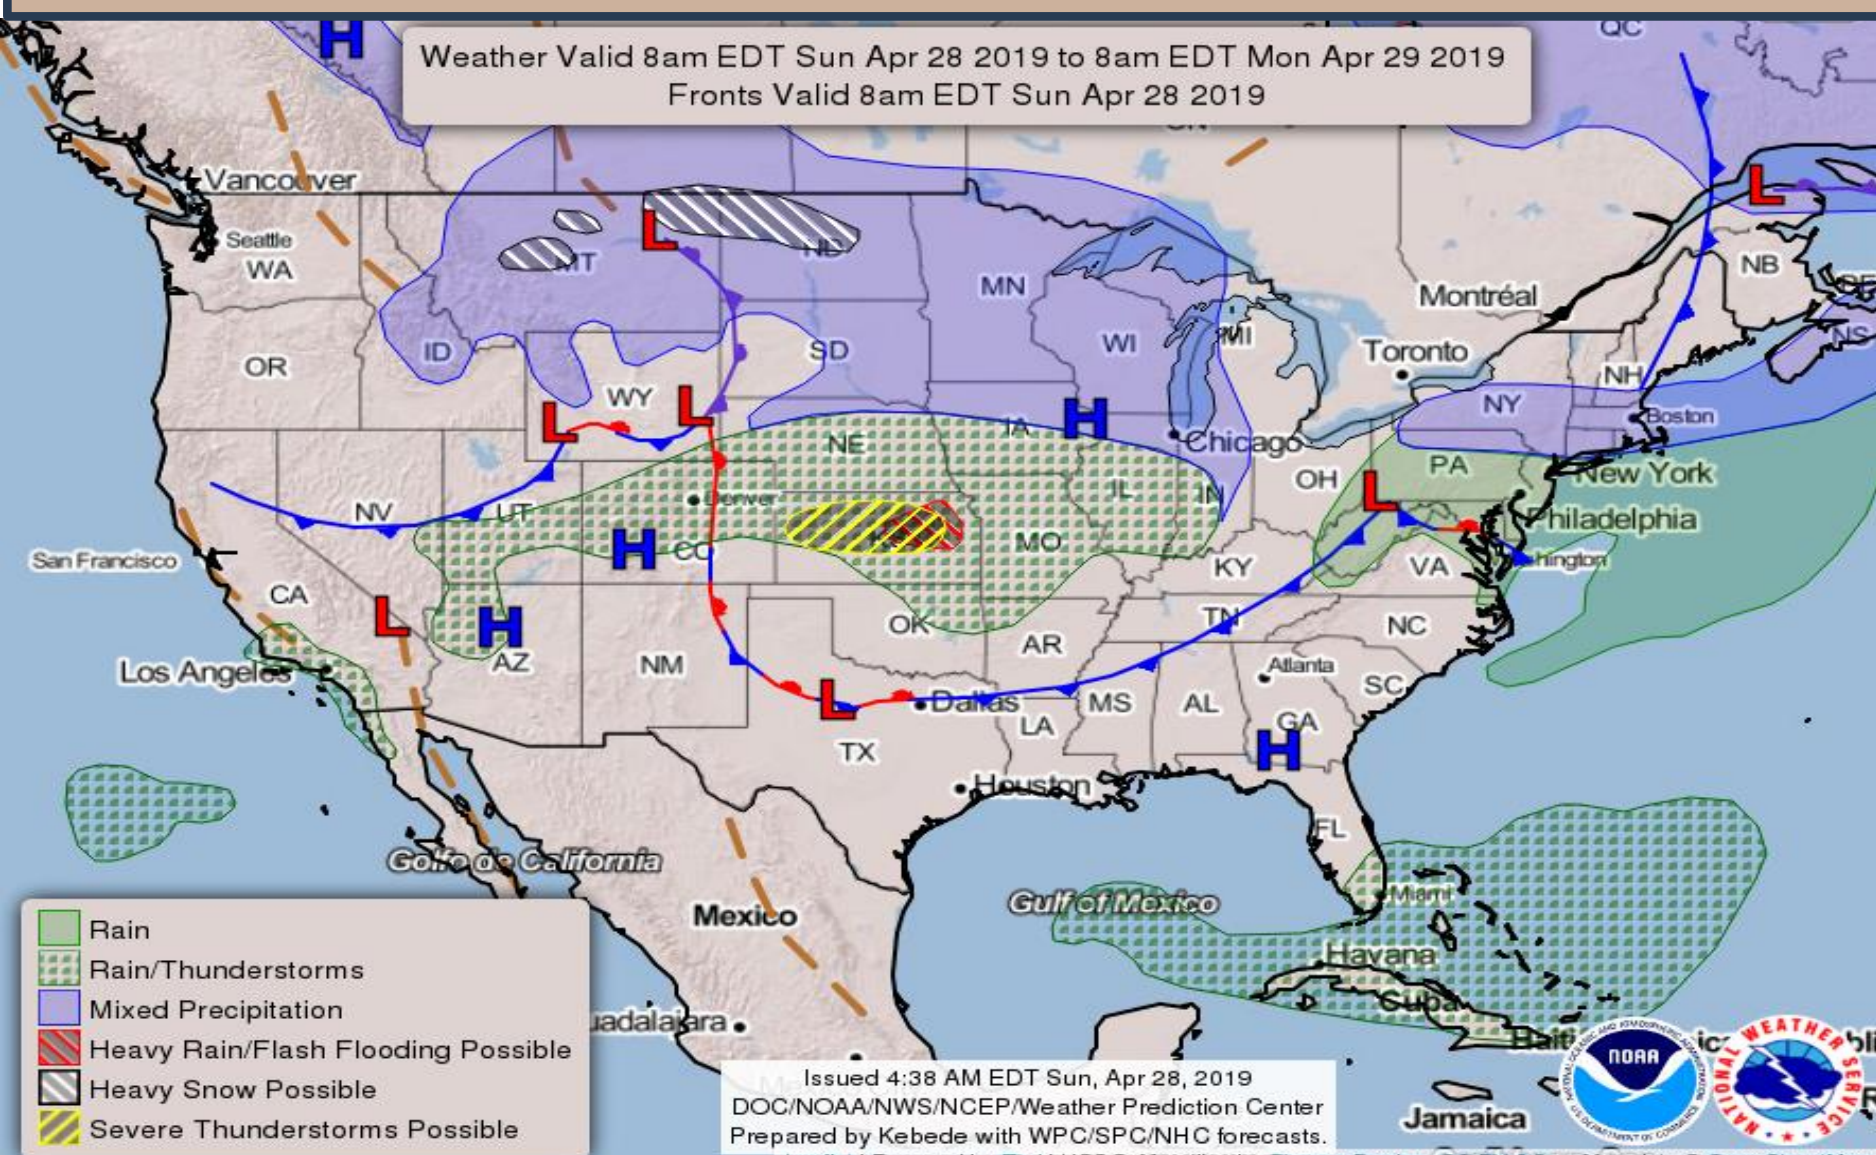 H
QC
Weather Valid 8am EDT Sun Apr 28 2019 to 8am EDT Mon Apr 29 2019
Fronts Valid 8am EDT Sun Apr 28 2019
Vancouver
L
Seattle
WA
L
MT
ND
MN
NB
Montréal
NS
OR
ID
SD
WI
MI
Toronto
NH
WY
L
L
H
IA
NY
Boston
NE
Chicago
NV
UT
Denver
IL
IN
OH
L
PA
New York
Philadelphia
San Francisco
H
CO
MO
KY
VA
hington
CA
L
H
AZ
NM
OK
AR
TN
NC
Los Angeles
L
Dallas
MS
AL
Atlanta
SC
GA
LA
TX
H
Houston
FL
Golfo de California
Gulf of Mexico
Miami
Mexico
Havana
Cuba
Haiti
uadalajara
Jamaica
Rain
Rain/Thunderstorms
Mixed Precipitation
Heavy Rain/Flash Flooding Possible
Heavy Snow Possible
Severe Thunderstorms Possible
Issued 4:38 AM EDT Sun, Apr 28, 2019
DOC/NOAA/NWS/NCEP/Weather Prediction Center
Prepared by Kebede with WPC/SPC/NHC forecasts.
NOAA
NATIONAL WEATHER SERVICE